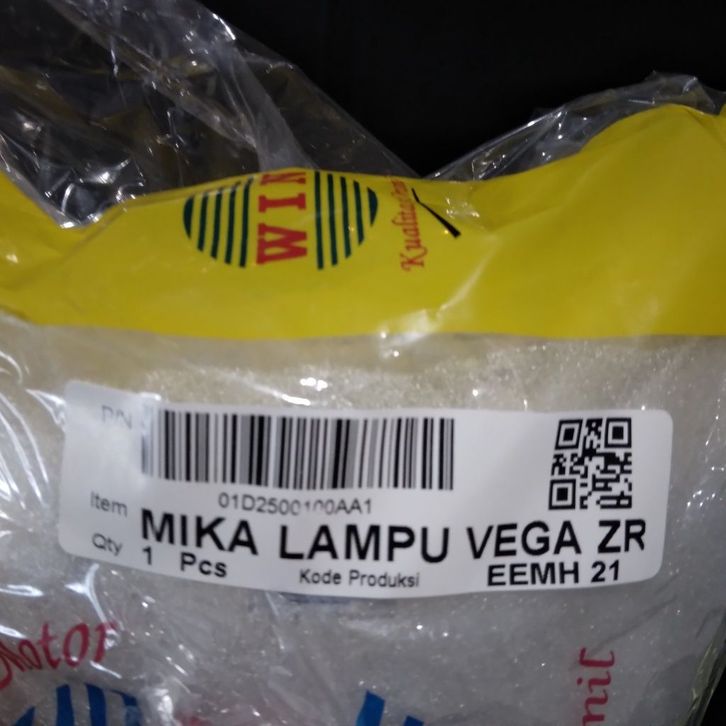 WIN
Kualitas
P/N
01D2500100AA1
Item MIKA LAMPU VEGA ZR
Qty 1 Pcs Kode Produksi EEMH 21
Motor